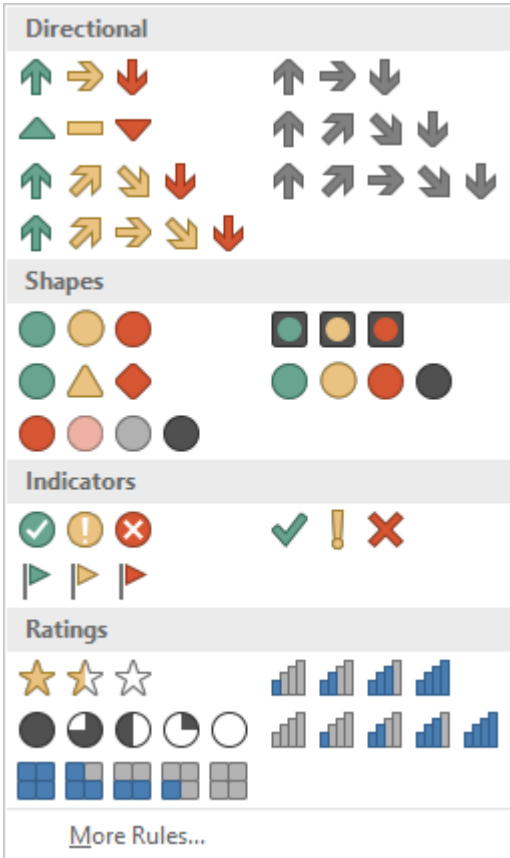 Directional
Shapes
Indicators
Ratings
More Rules...